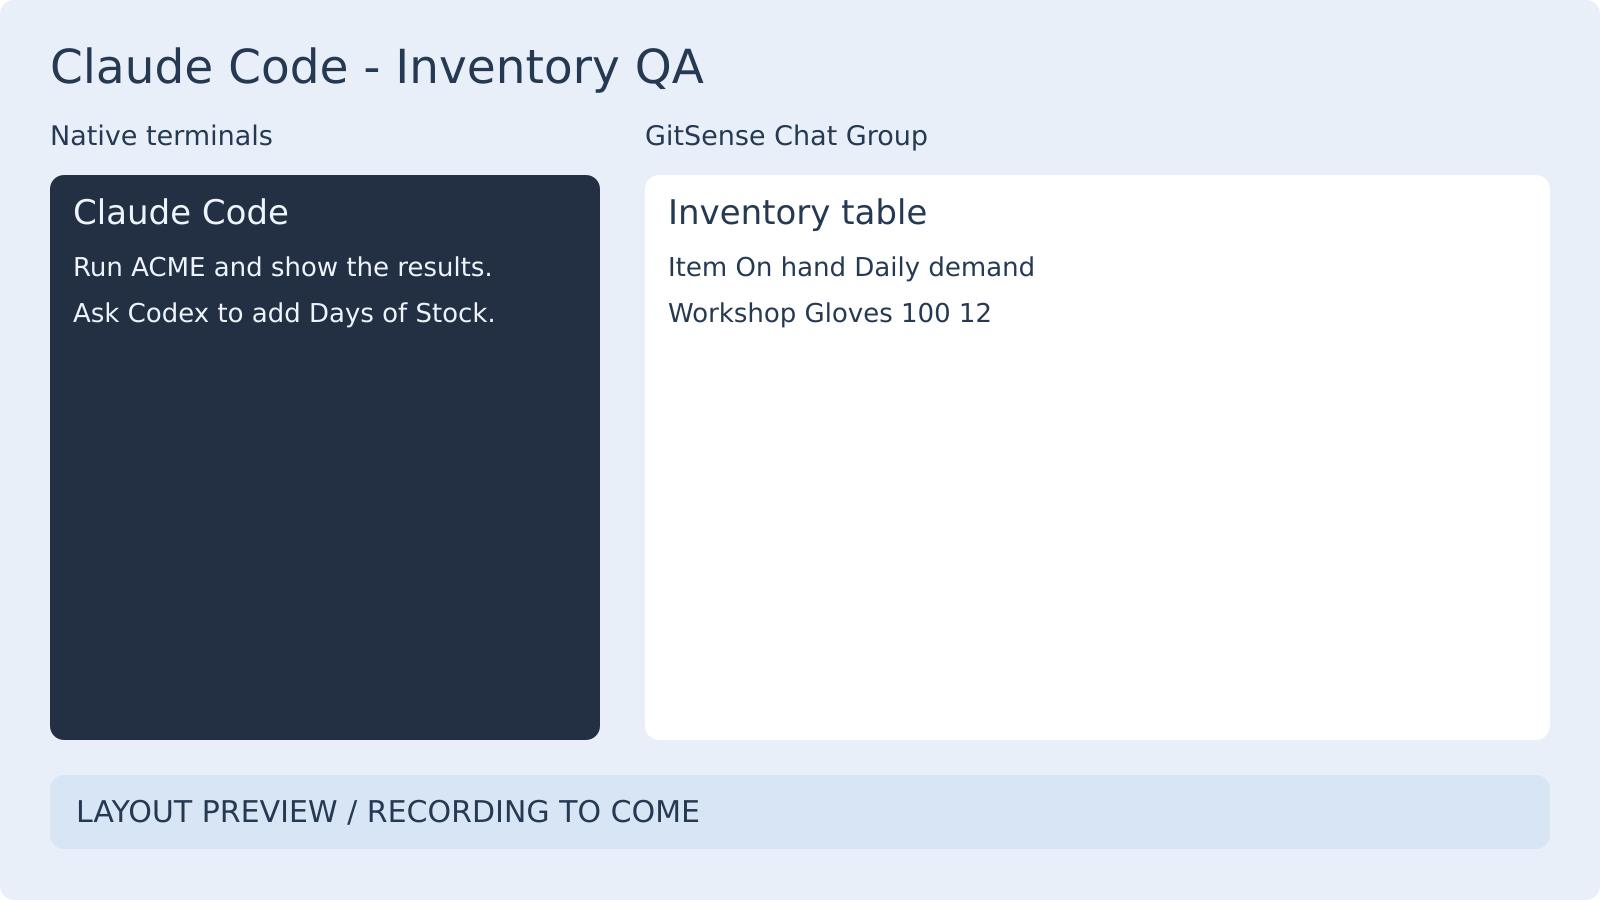 Claude Code - Inventory QA
Native terminals
Claude Code
Run ACME and show the results.
Ask Codex to add Days of Stock.
GitSense Chat Group
Inventory table
Item On hand Daily demand
Workshop Gloves 100 12
LAYOUT PREVIEW / RECORDING TO COME